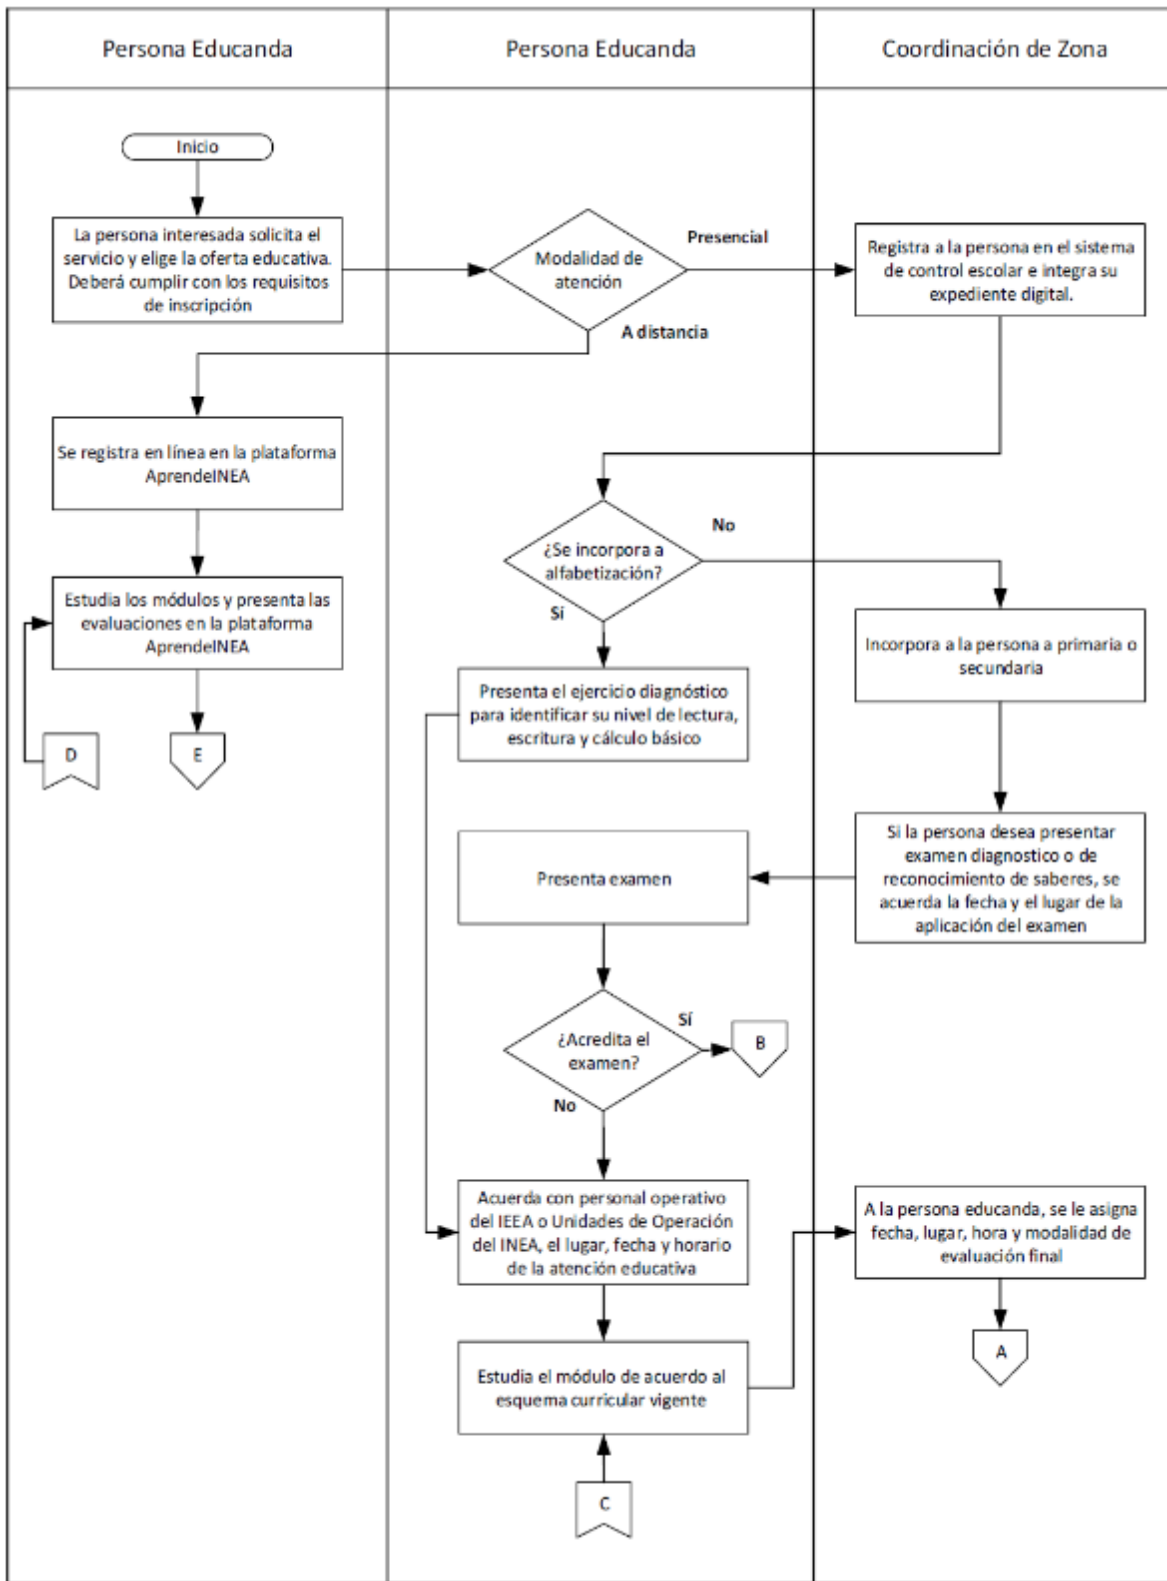 Persona Educanda
Persona Educanda
Coordinación de Zona
Inicio
La persona interesada solicita el
servicio y elige la oferta educativa.
Deberá cumplir con los requisitos
de inscripción
Modalidad de
atención
Presencial
A distancia
Registra a la persona en el sistema
de control escolar e integra su
expediente digital.
Se registra en línea en la plataforma
AprendeINEA
¿Se incorpora a
alfabetización?
No
Sí
Estudia los módulos y presenta las
evaluaciones en la plataforma
AprendeINEA
Incorpora a la persona a primaria o
secundaria
Presenta el ejercicio diagnóstico
para identificar su nivel de lectura,
escritura y cálculo básico
D
E
Si la persona desea presentar
examen diagnostico o de
reconocimiento de saberes, se
acuerda la fecha y el lugar de la
aplicación del examen
Presenta examen
¿Acredita el
examen?
Sí
B
No
Acuerda con personal operativo
del IEEA o Unidades de Operación
del INEA, el lugar, fecha y horario
de la atención educativa
A la persona educanda, se le asigna
fecha, lugar, hora y modalidad de
evaluación final
A
Estudia el módulo de acuerdo al
esquema curricular vigente
C